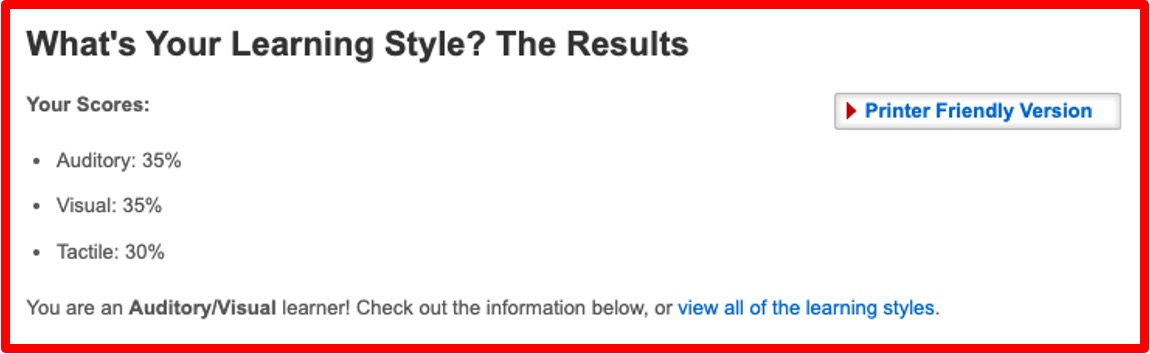 What's Your Learning Style? The Results
Your Scores:
Printer Friendly Version
• Auditory: 35%
• Visual: 35%
• Tactile: 30%
You are an Auditory/Visual learner! Check out the information below, or view all of the learning styles.